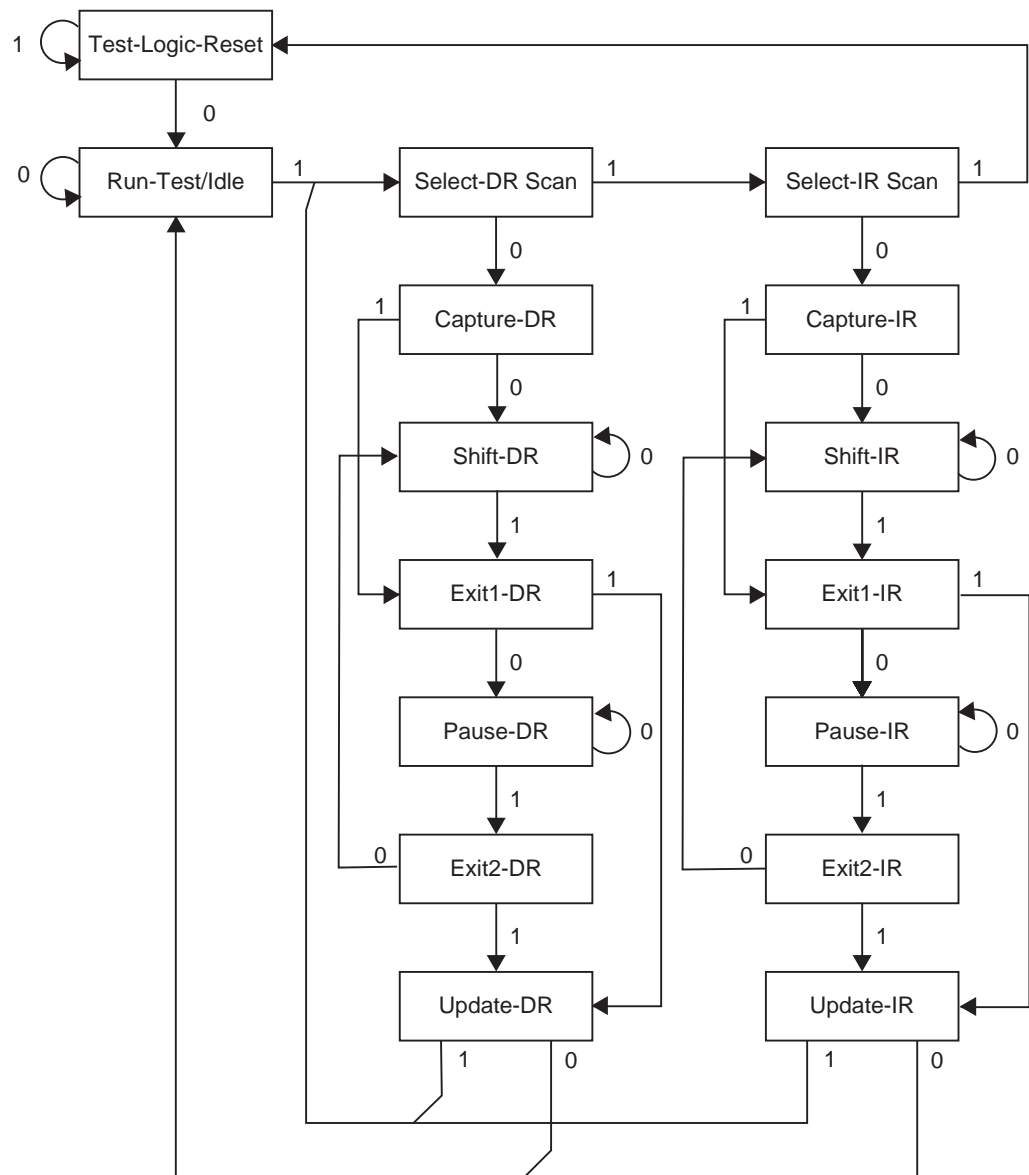 1 Test-Logic-Reset
0
0 Run-Test/Idle 1 Select-DR Scan 1 Select-IR Scan 1
0 0
1 Capture-DR 1 Capture-IR
0 0
Shift-DR 0 Shift-IR 0
1 1
Exit1-DR 1 Exit1-IR 1
0 0
Pause-DR 0 Pause-IR 0
1 1
0 Exit2-DR 0 Exit2-IR
1 1
Update-DR Update-IR
1 0 1 0